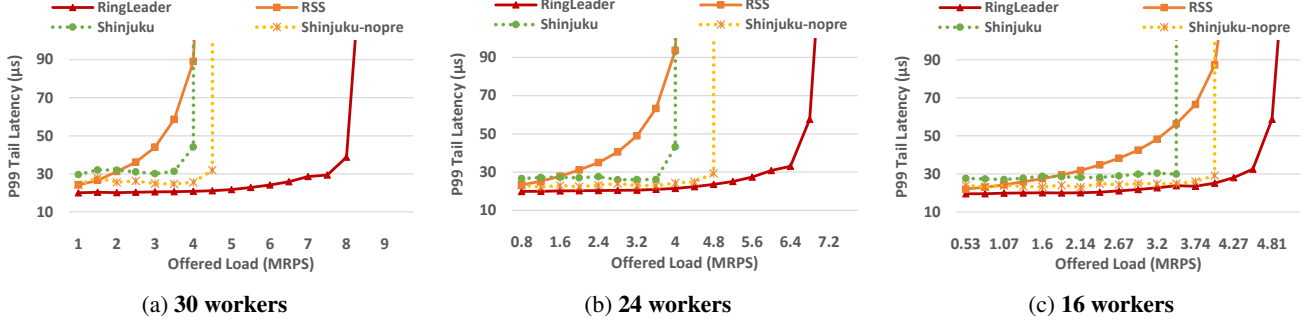 RingLeader RSS
Shinjuku Shinjuku-nopre
P99 Tail Latency (µs)
90
70
50
30
10
1 2 3 4 5 6 7 8 9
Offered Load (MRPS)
(a) 30 workers
RingLeader RSS
Shinjuku Shinjuku-nopre
P99 Tail Latency (µs)
90
70
50
30
10
0.8 1.6 2.4 3.2 4 4.8 5.6 6.4 7.2
Offered Load (MRPS)
(b) 24 workers
RingLeader RSS
Shinjuku Shinjuku-nopre
P99 Tail Latency (µs)
90
70
50
30
10
0.53 1.07 1.6 2.14 2.67 3.2 3.74 4.27 4.81
Offered Load (MRPS)
(c) 16 workers